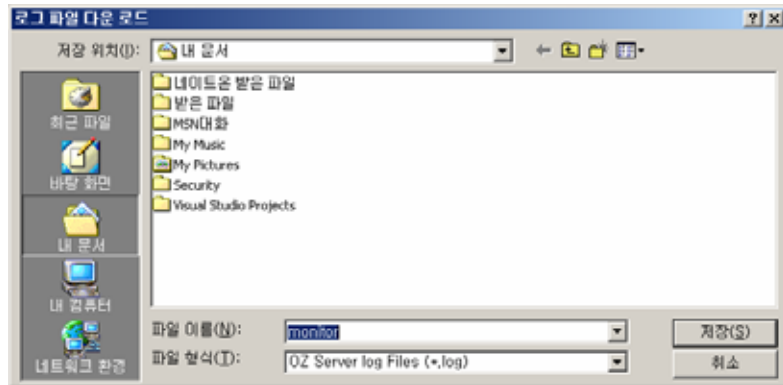 로그 파일 다운 로드
저장 위치(I): 내 문서
최근 파일
바탕 화면
내 문서
내 컴퓨터
네트워크 환경
네이트온 받은 파일
받은 파일
MSN대화
My Music
My Pictures
Security
Visual Studio Projects
파일 이름(N): monitor
저장(S)
파일 형식(T): OZ Server log Files (*.log)
취소